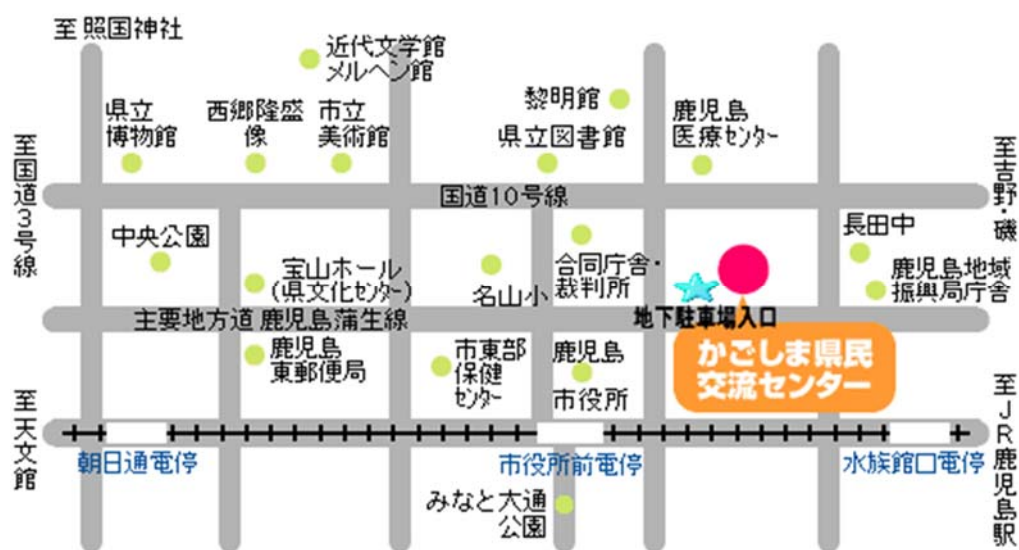 至 照国神社
近代文学館
メルヘン館
県立
博物館
西郷隆盛
像
市立
美術館
黎明館
県立図書館
鹿児島
医療センター
至国道3号線
国道10号線
至吉野・磯
中央公園
宝山ホール
(県文化センター)
名山小
合同庁舎・
裁判所
長田中
鹿児島地域
振興局庁舎
地下駐車場入口
主要地方道 鹿児島蒲生線
かごしま県民
交流センター
鹿児島
東郵便局
市東部
保健
センター
鹿児島
市役所
至天文館
至JR鹿児島駅
朝日通電停
市役所前電停
水族館口電停
みなと大通
公園